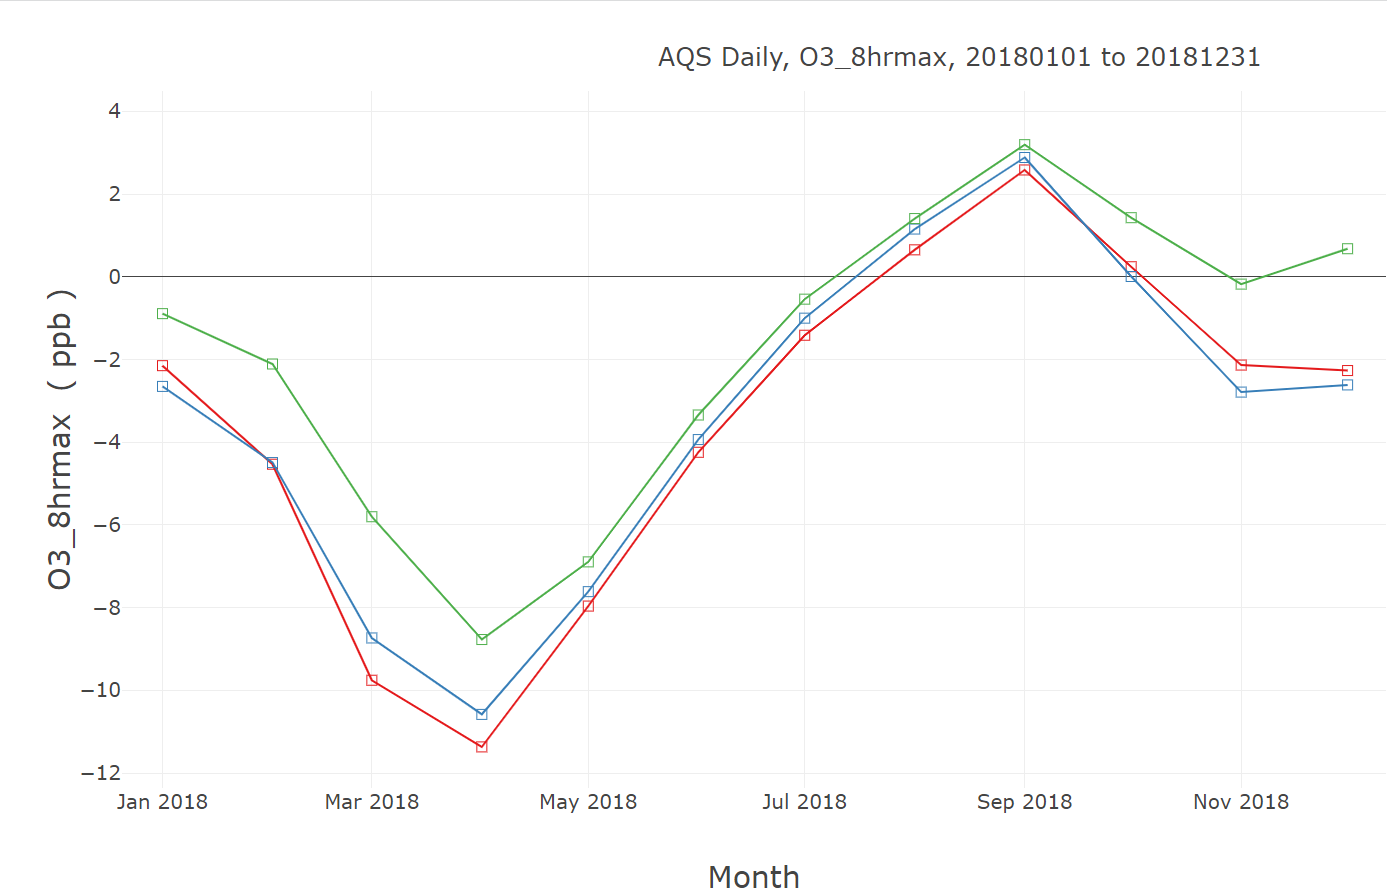 AQS Daily, O3_8hrmax, 20180101 to 20181231
O3_8hrmax ( ppb )
4
2
0
−2
−4
−6
−8
−10
−12
Jan 2018 Mar 2018 May 2018 Jul 2018 Sep 2018 Nov 2018
Month